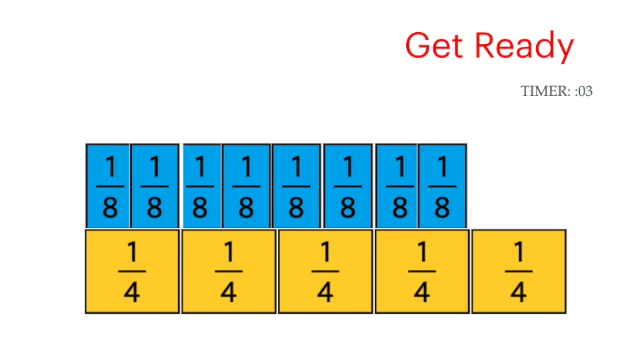 Get Ready
TIMER: :03
1 1 1 1 1 1 1 1
8 8 8 8 8 8 8 8
1 1 1 1 1
4 4 4 4 4